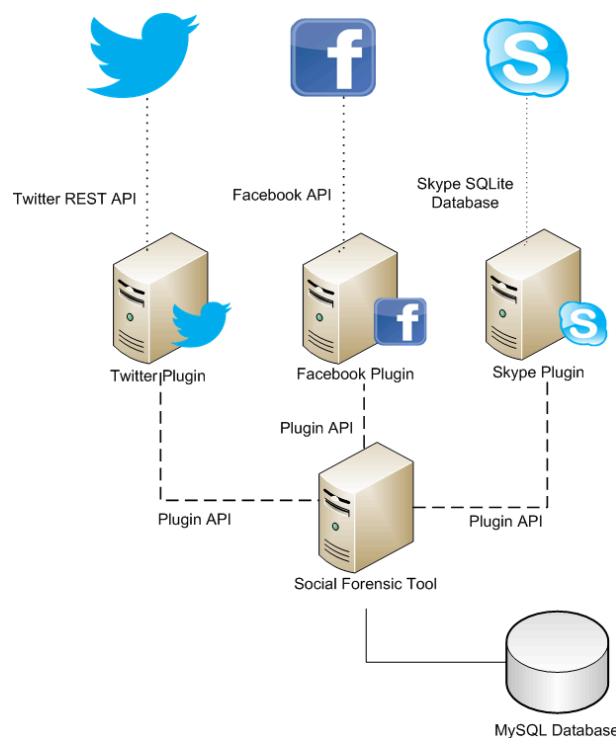 Twitter REST API
Facebook API
Skype SQLite
Database
Twitter Plugin
Facebook Plugin
Skype Plugin
Plugin API
Plugin API
Plugin API
Social Forensic Tool
MySQL Database